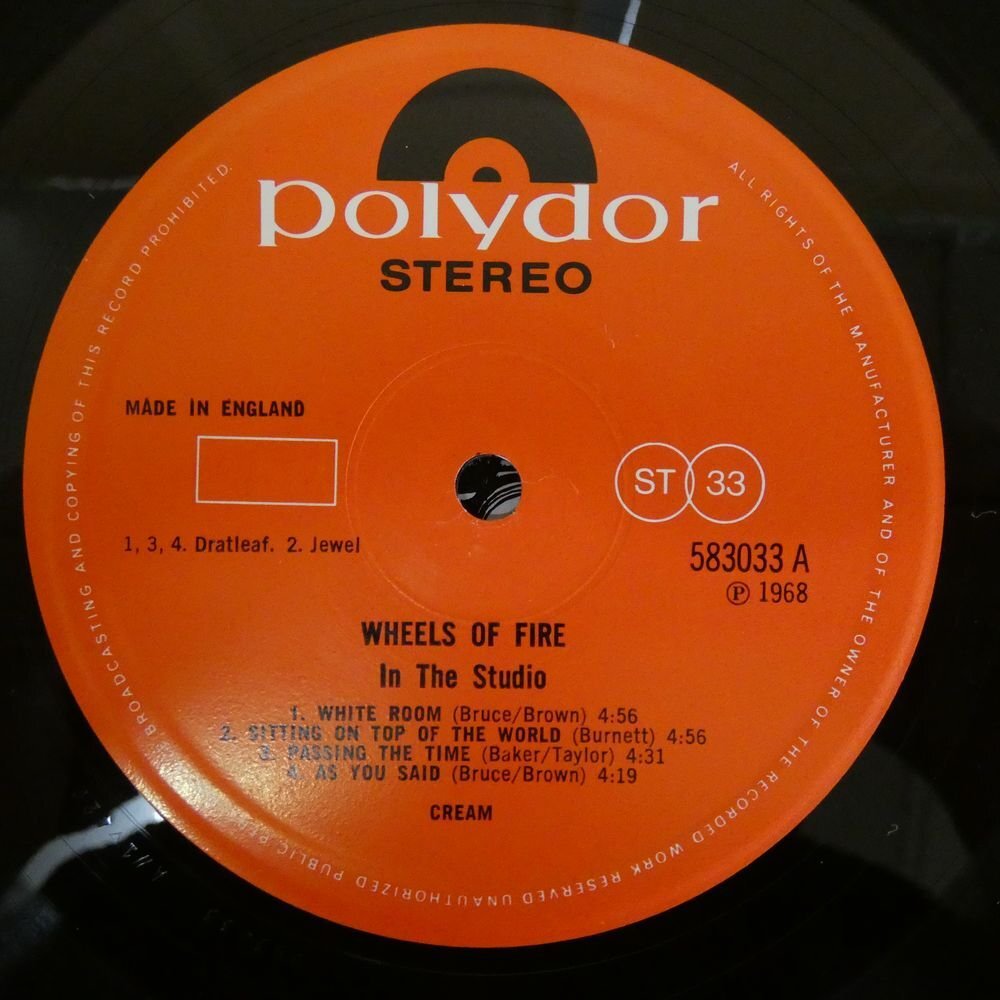 polydor
STEREO
ALL RIGHTS OF THE MANUFACTURER AND OF THE OWNER OF THE RECORDED WORK RESERVED UNAUTHORIZED PUBLIC BROADCASTING AND COPYING OF THIS RECORD PROHIBITED.
MADE IN ENGLAND
ST 33
1, 3, 4. Dratleaf. 2. Jewel
583033 A
℗ 1968
WHEELS OF FIRE
In The Studio
1. WHITE ROOM (Bruce/Brown) 4:56
2. SITTING ON TOP OF THE WORLD (Burnett) 4:56
3. PASSING THE TIME (Baker/Taylor) 4:31
4. AS YOU SAID (Bruce/Brown) 4:19
CREAM